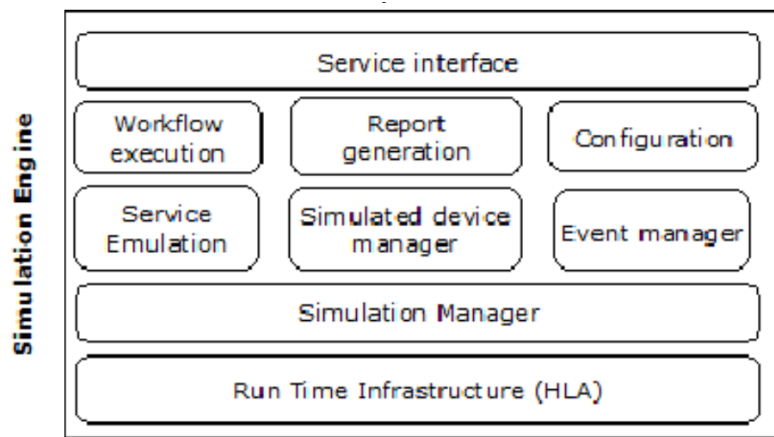 Simulation Engine
Service interface
Workflow
execution
Report
generation
Configuration
Service
Emulation
Simulated device
manager
Event manager
Simulation Manager
Run Time Infrastructure (HLA)